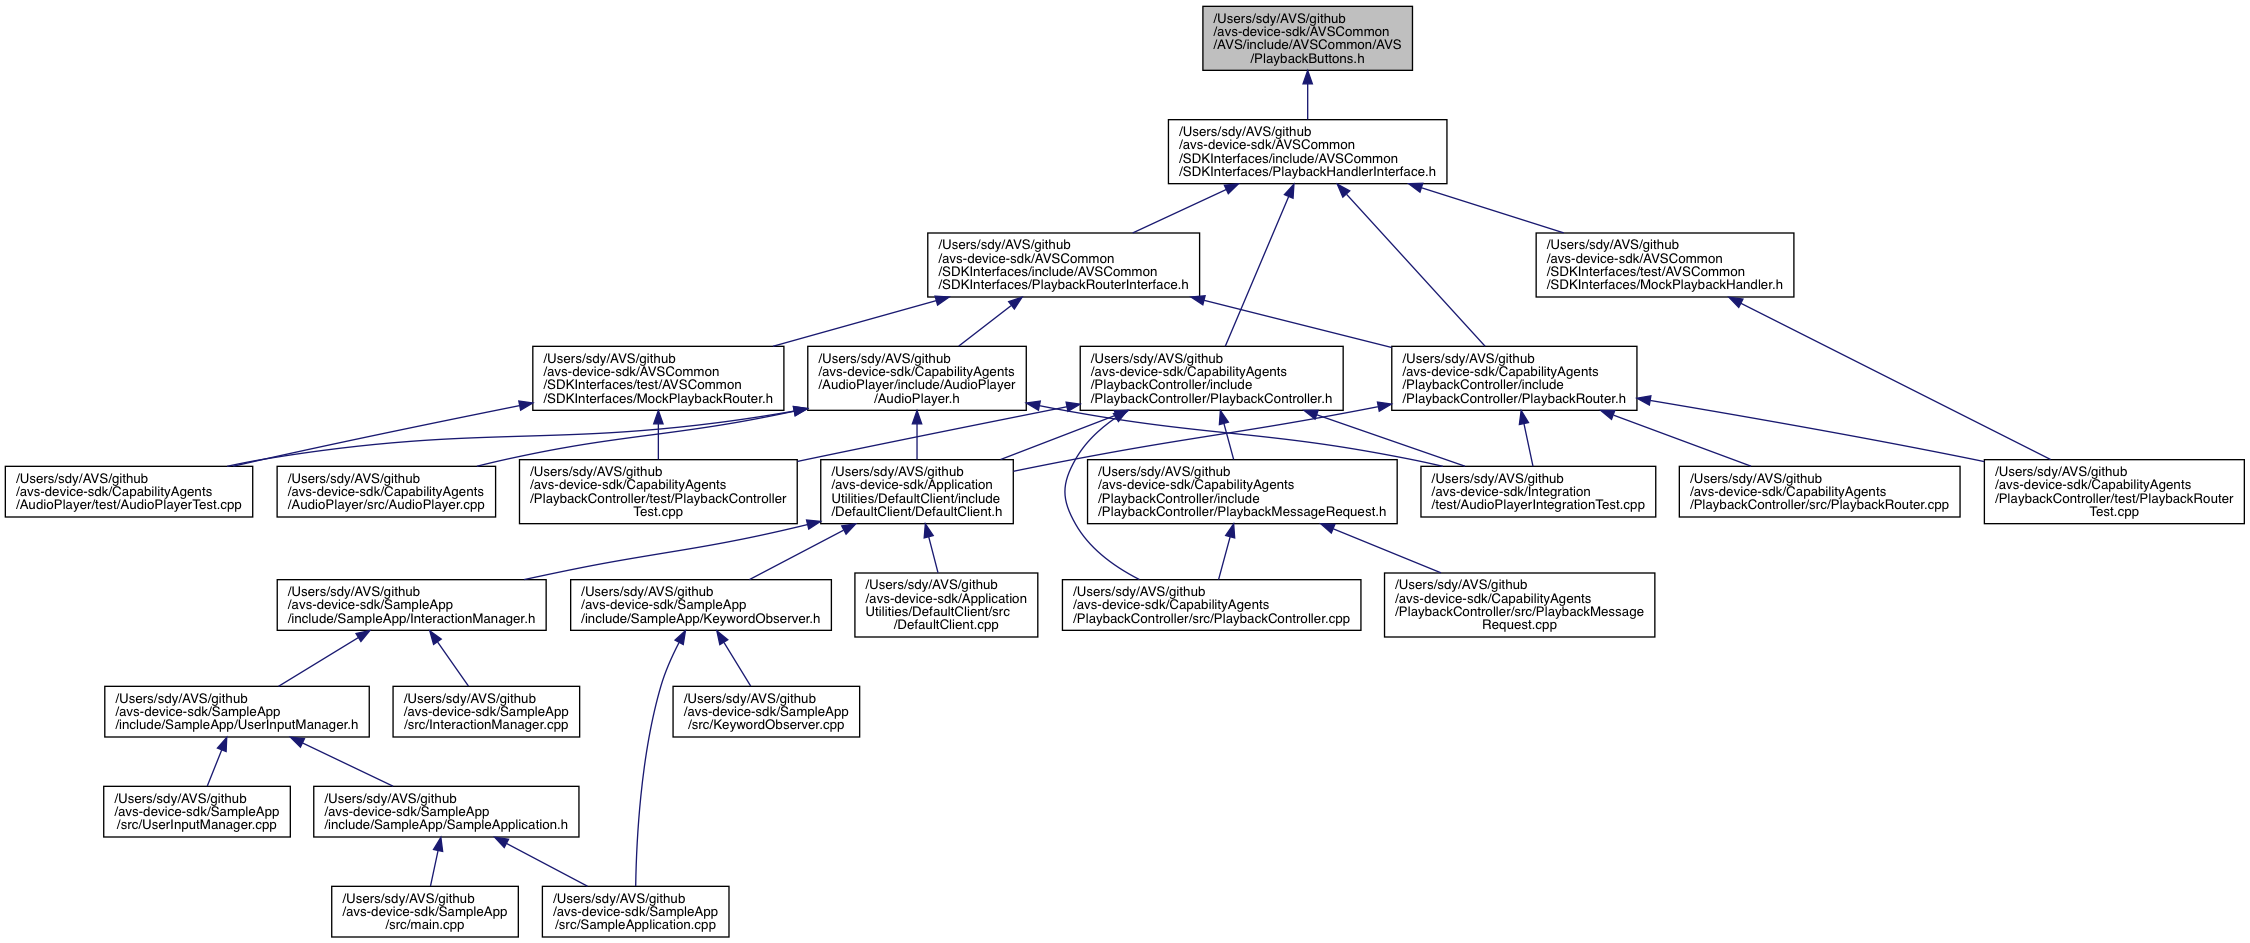 /Users/sdy/AVS/github
/avs-device-sdk/AVSCommon
/AVS/include/AVSCommon/AVS
/PlaybackButtons.h
/Users/sdy/AVS/github
/avs-device-sdk/AVSCommon
/SDKInterfaces/include/AVSCommon
/SDKInterfaces/PlaybackHandlerInterface.h
/Users/sdy/AVS/github
/avs-device-sdk/AVSCommon
/SDKInterfaces/include/AVSCommon
/SDKInterfaces/PlaybackRouterInterface.h
/Users/sdy/AVS/github
/avs-device-sdk/AVSCommon
/SDKInterfaces/test/AVSCommon
/SDKInterfaces/MockPlaybackHandler.h
/Users/sdy/AVS/github
/avs-device-sdk/AVSCommon
/SDKInterfaces/test/AVSCommon
/SDKInterfaces/MockPlaybackRouter.h
/Users/sdy/AVS/github
/avs-device-sdk/CapabilityAgents
/AudioPlayer/include/AudioPlayer
/AudioPlayer.h
/Users/sdy/AVS/github
/avs-device-sdk/CapabilityAgents
/PlaybackController/include
/PlaybackController/PlaybackController.h
/Users/sdy/AVS/github
/avs-device-sdk/CapabilityAgents
/PlaybackController/include
/PlaybackController/PlaybackRouter.h
/Users/sdy/AVS/github
/avs-device-sdk/CapabilityAgents
/AudioPlayer/test/AudioPlayerTest.cpp
/Users/sdy/AVS/github
/avs-device-sdk/CapabilityAgents
/AudioPlayer/src/AudioPlayer.cpp
/Users/sdy/AVS/github
/avs-device-sdk/CapabilityAgents
/PlaybackController/test/PlaybackController
Test.cpp
/Users/sdy/AVS/github
/avs-device-sdk/Application
Utilities/DefaultClient/include
/DefaultClient/DefaultClient.h
/Users/sdy/AVS/github
/avs-device-sdk/CapabilityAgents
/PlaybackController/include
/PlaybackController/PlaybackMessageRequest.h
/Users/sdy/AVS/github
/avs-device-sdk/Integration
/test/AudioPlayerIntegrationTest.cpp
/Users/sdy/AVS/github
/avs-device-sdk/CapabilityAgents
/PlaybackController/src/PlaybackRouter.cpp
/Users/sdy/AVS/github
/avs-device-sdk/CapabilityAgents
/PlaybackController/test/PlaybackRouter
Test.cpp
/Users/sdy/AVS/github
/avs-device-sdk/SampleApp
/include/SampleApp/InteractionManager.h
/Users/sdy/AVS/github
/avs-device-sdk/SampleApp
/include/SampleApp/KeywordObserver.h
/Users/sdy/AVS/github
/avs-device-sdk/Application
Utilities/DefaultClient/src
/DefaultClient.cpp
/Users/sdy/AVS/github
/avs-device-sdk/CapabilityAgents
/PlaybackController/src/PlaybackController.cpp
/Users/sdy/AVS/github
/avs-device-sdk/CapabilityAgents
/PlaybackController/src/PlaybackMessage
Request.cpp
/Users/sdy/AVS/github
/avs-device-sdk/SampleApp
/include/SampleApp/UserInputManager.h
/Users/sdy/AVS/github
/avs-device-sdk/SampleApp
/src/InteractionManager.cpp
/Users/sdy/AVS/github
/avs-device-sdk/SampleApp
/src/KeywordObserver.cpp
/Users/sdy/AVS/github
/avs-device-sdk/SampleApp
/src/UserInputManager.cpp
/Users/sdy/AVS/github
/avs-device-sdk/SampleApp
/include/SampleApp/SampleApplication.h
/Users/sdy/AVS/github
/avs-device-sdk/SampleApp
/src/main.cpp
/Users/sdy/AVS/github
/avs-device-sdk/SampleApp
/src/SampleApplication.cpp